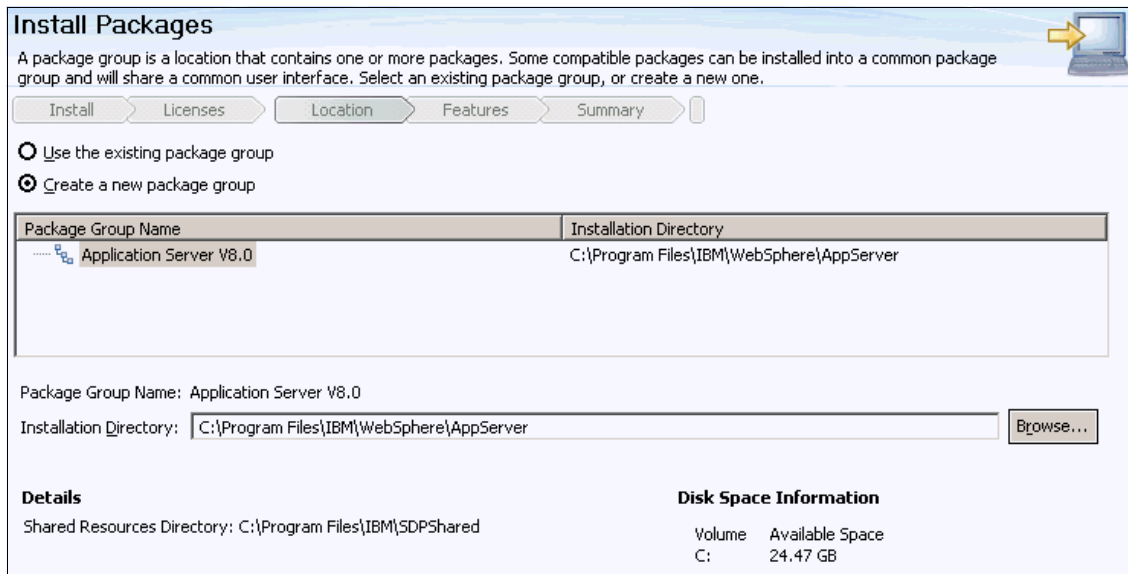 Install Packages
A package group is a location that contains one or more packages. Some compatible packages can be installed into a common package
group and will share a common user interface. Select an existing package group, or create a new one.
Install Licenses Location Features Summary
Use the existing package group
Create a new package group
Package Group Name Installation Directory
Application Server V8.0 C:\Program Files\IBM\WebSphere\AppServer
Package Group Name: Application Server V8.0
Installation Directory: C:\Program Files\IBM\WebSphere\AppServer Browse...
Details Disk Space Information
Shared Resources Directory: C:\Program Files\IBM\SDPShared
Volume Available Space
C: 24.47 GB